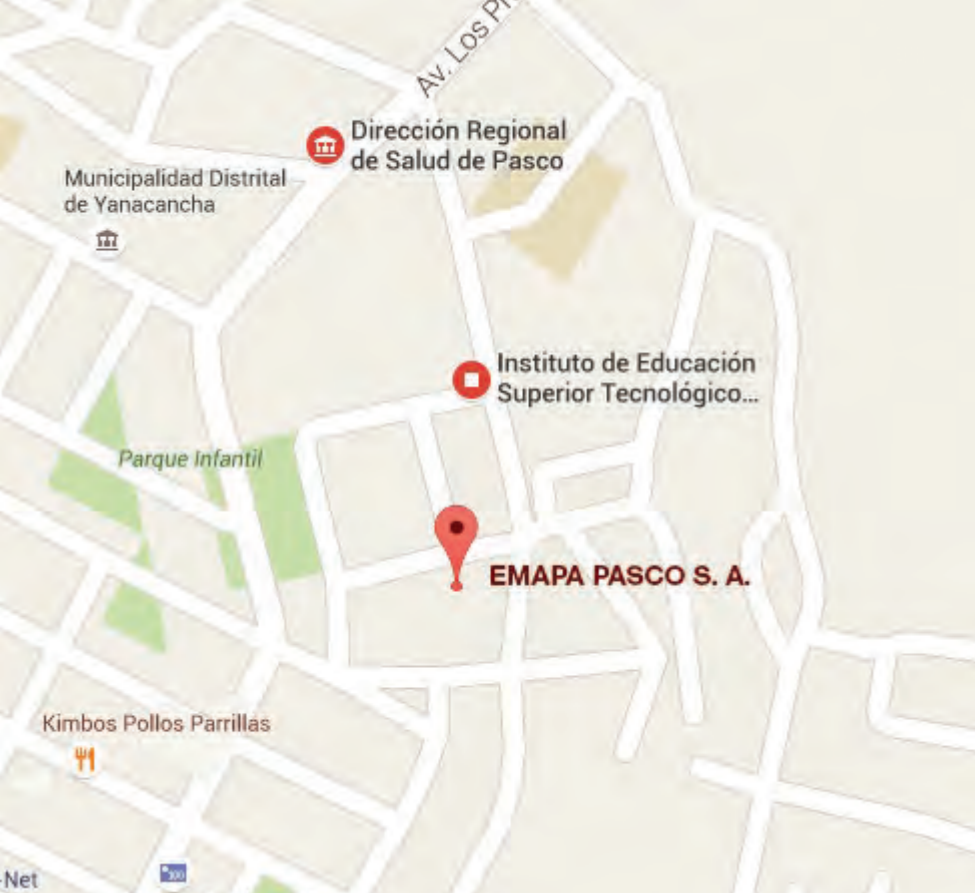 Av. Los
Dirección Regional
de Salud de Pasco
Municipalidad Distrital
de Yanacancha
Instituto de Educación
Superior Tecnológico...
Parque Infantil
EMAPA PASCO S. A.
Kimbos Pollos Parrillas
-Net